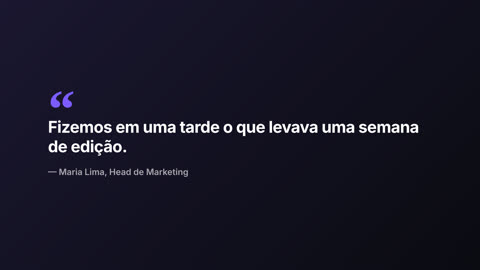 “
Fizemos em uma tarde o que levava uma semana
de edição.
— Maria Lima, Head de Marketing